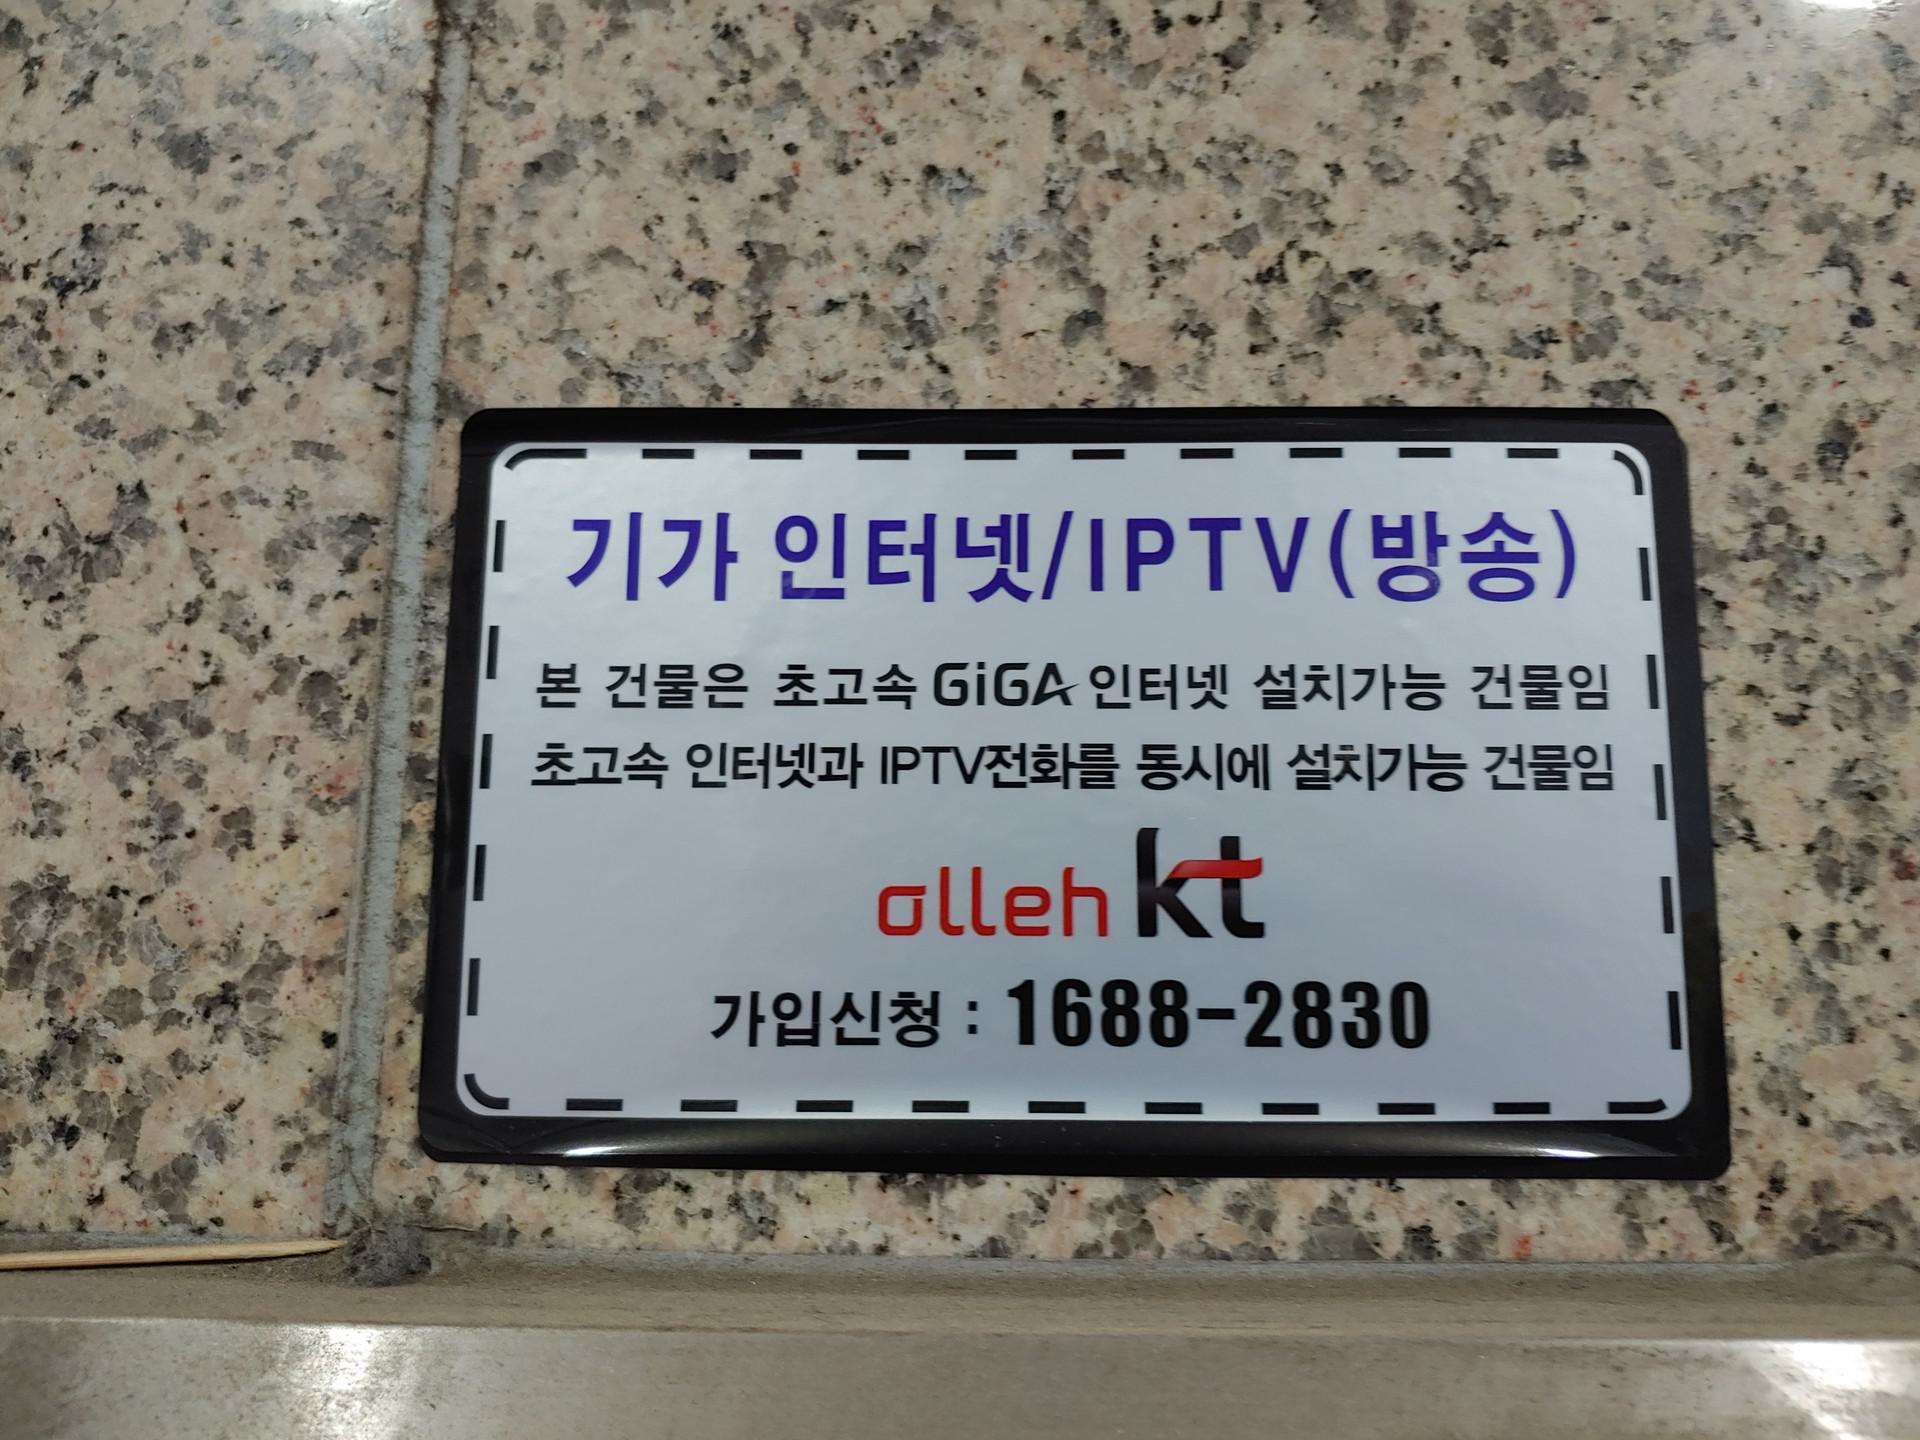 기가 인터넷/IPTV(방송)
본 건물은 초고속 GiGA 인터넷 설치가능 건물임
초고속 인터넷과 IPTV전화를 동시에 설치가능 건물임
olleh kt
가입신청 : 1688-2830